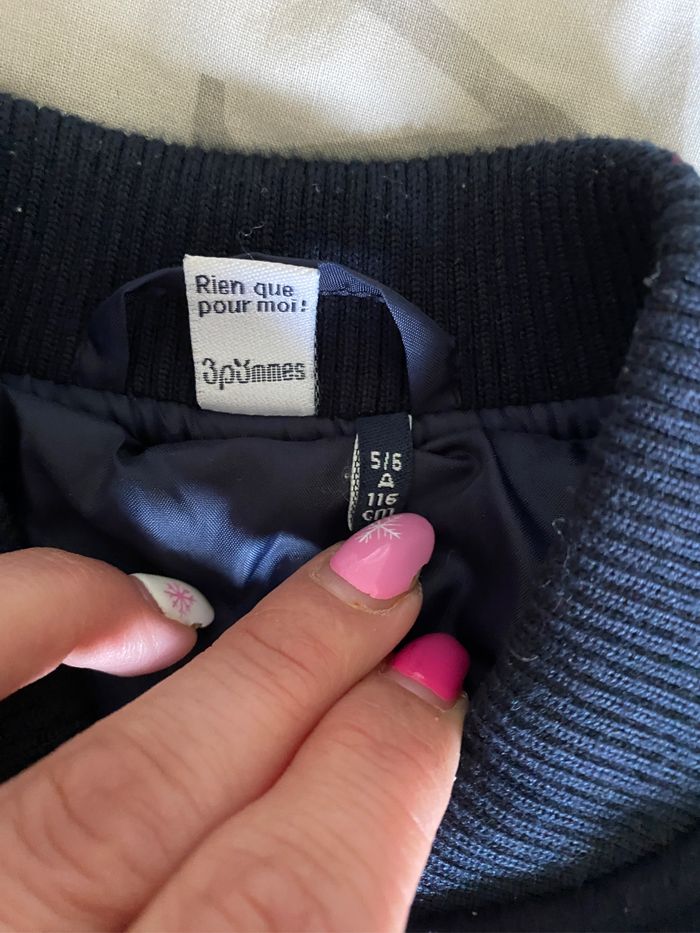 Rien que
pour moi!
3pommes
5/6
A
116
cm